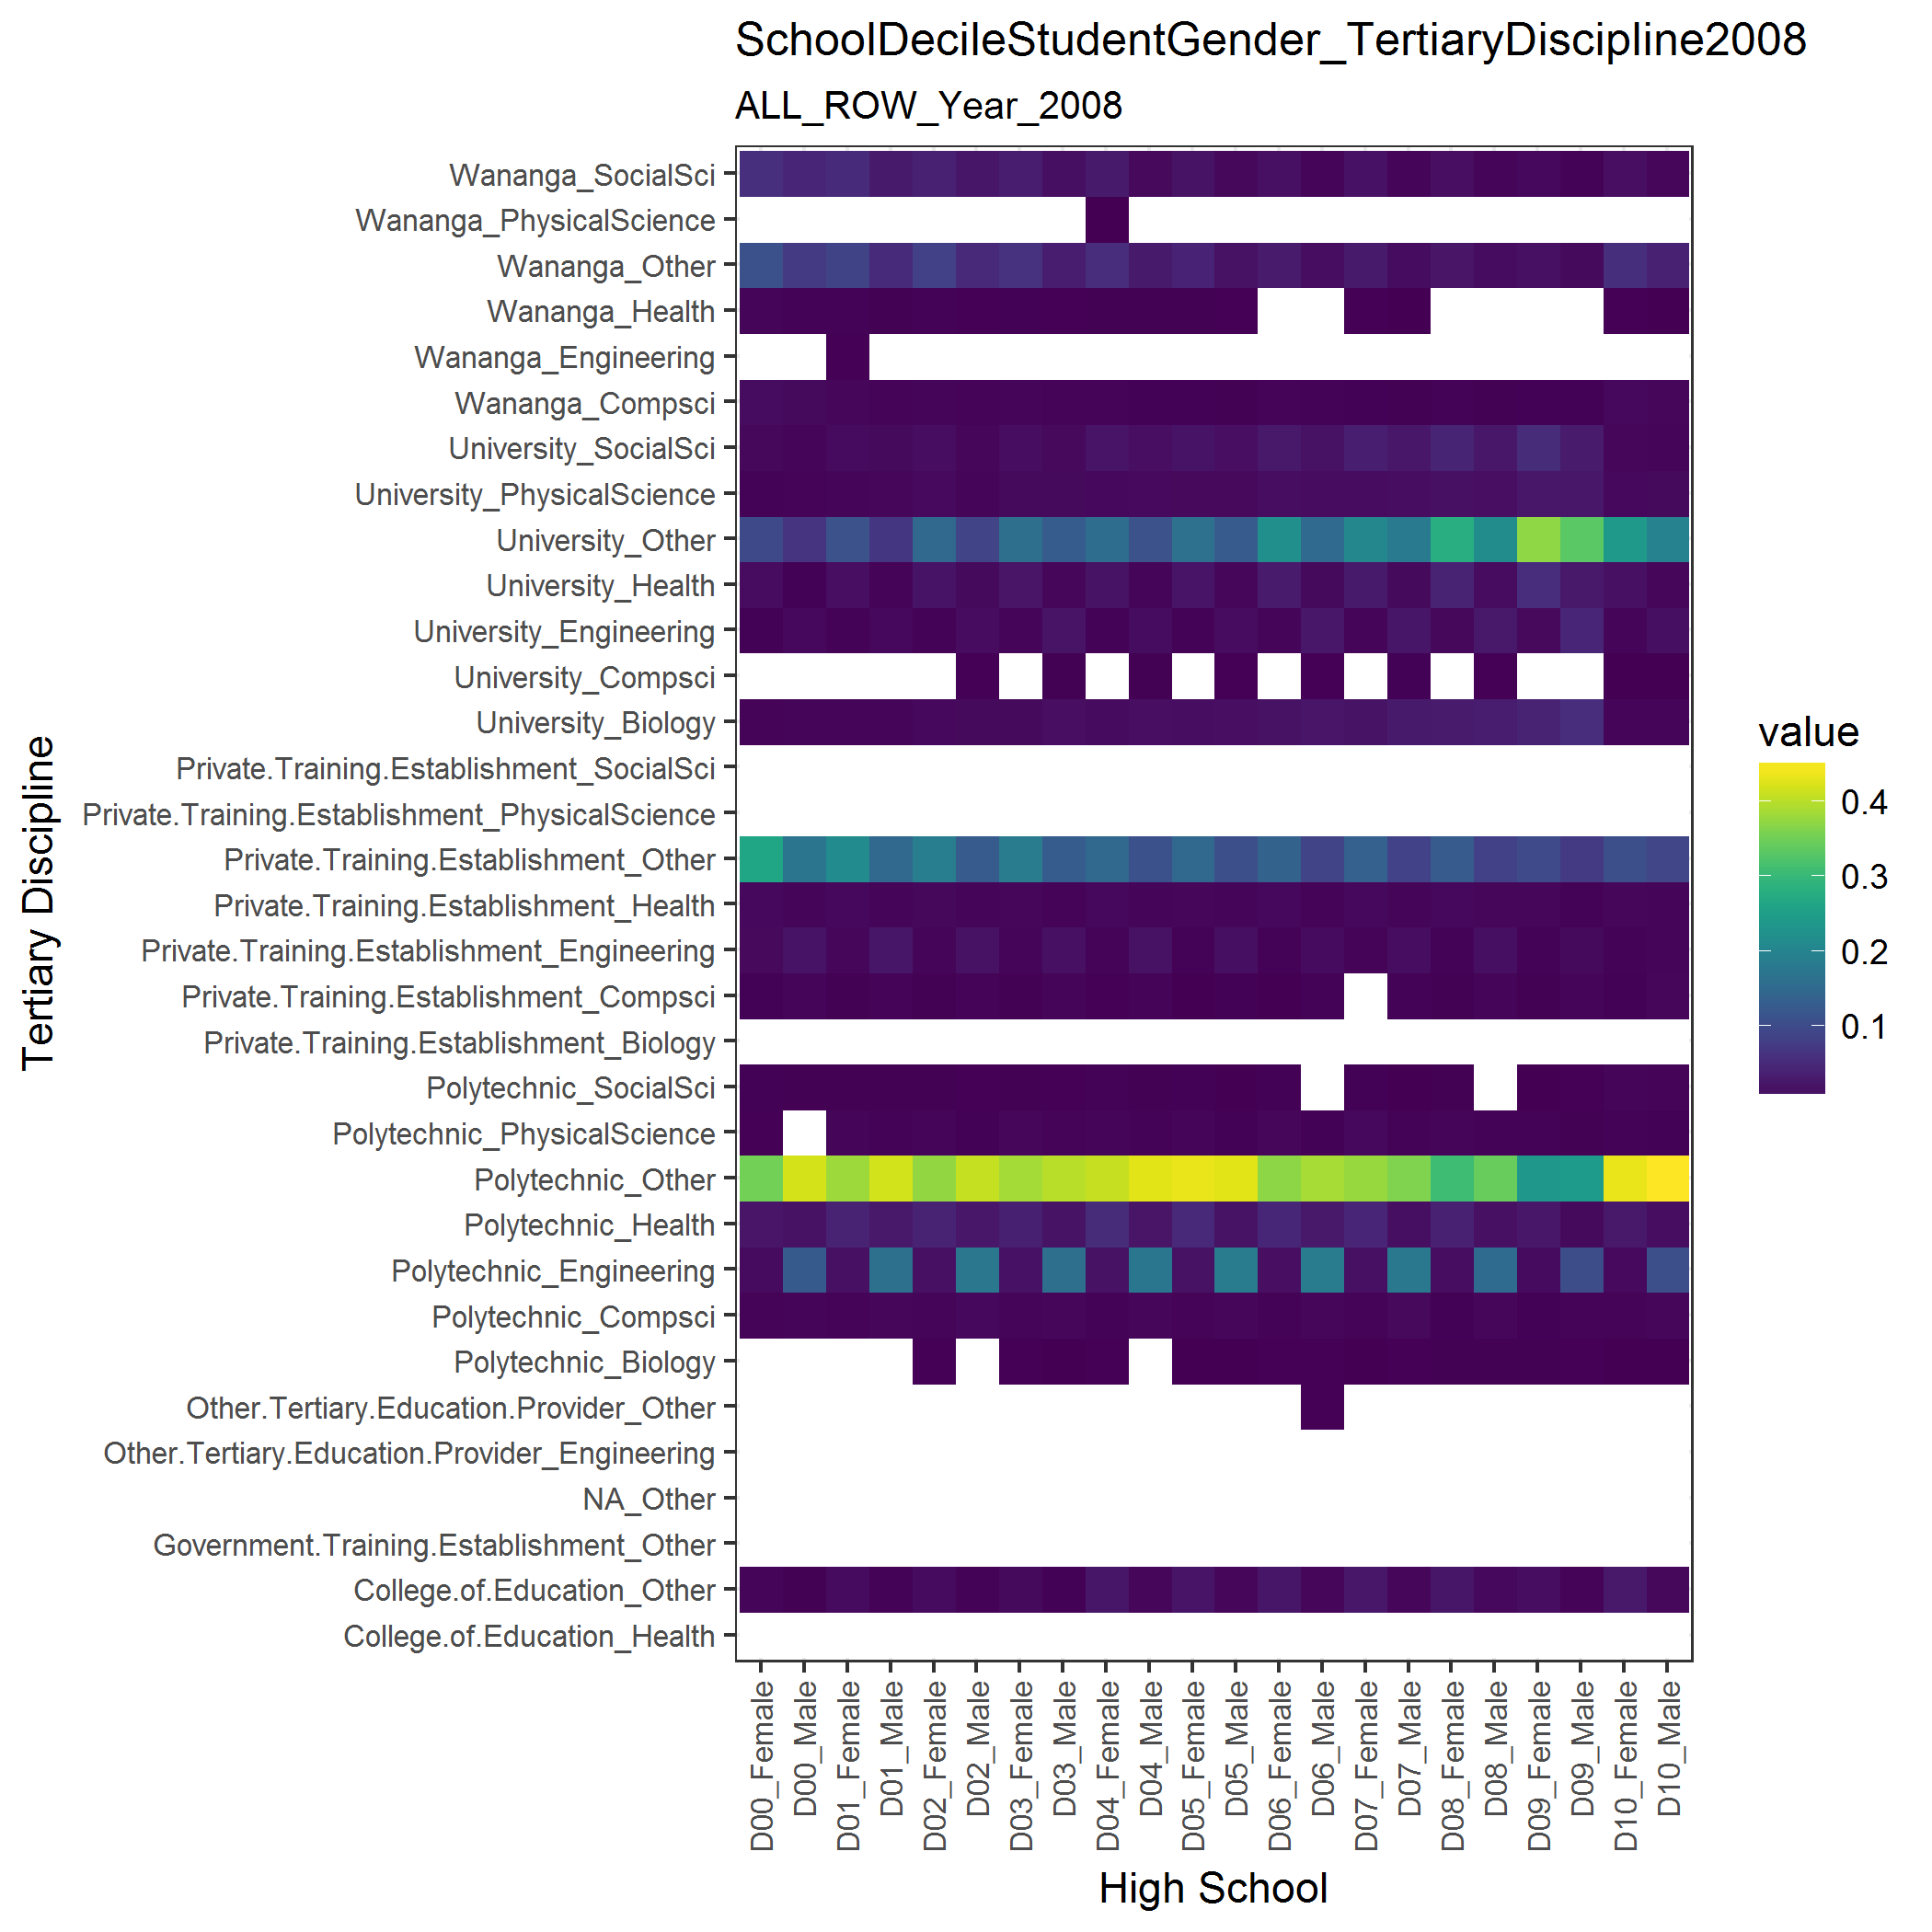 SchoolDecileStudentGender_TertiaryDiscipline2008
ALL_ROW_Year_2008
Tertiary Discipline
Wananga_SocialSci
Wananga_PhysicalScience
Wananga_Other
Wananga_Health
Wananga_Engineering
Wananga_Compsci
University_SocialSci
University_PhysicalScience
University_Other
University_Health
University_Engineering
University_Compsci
University_Biology
Private.Training.Establishment_SocialSci
Private.Training.Establishment_PhysicalScience
Private.Training.Establishment_Other
Private.Training.Establishment_Health
Private.Training.Establishment_Engineering
Private.Training.Establishment_Compsci
Private.Training.Establishment_Biology
Polytechnic_SocialSci
Polytechnic_PhysicalScience
Polytechnic_Other
Polytechnic_Health
Polytechnic_Engineering
Polytechnic_Compsci
Polytechnic_Biology
Other.Tertiary.Education.Provider_Other
Other.Tertiary.Education.Provider_Engineering
NA_Other
Government.Training.Establishment_Other
College.of.Education_Other
College.of.Education_Health
D00_Female
D00_Male
D01_Female
D01_Male
D02_Female
D02_Male
D03_Female
D03_Male
D04_Female
D04_Male
D05_Female
D05_Male
D06_Female
D06_Male
D07_Female
D07_Male
D08_Female
D08_Male
D09_Female
D09_Male
D10_Female
D10_Male
High School
value
0.4
0.3
0.2
0.1